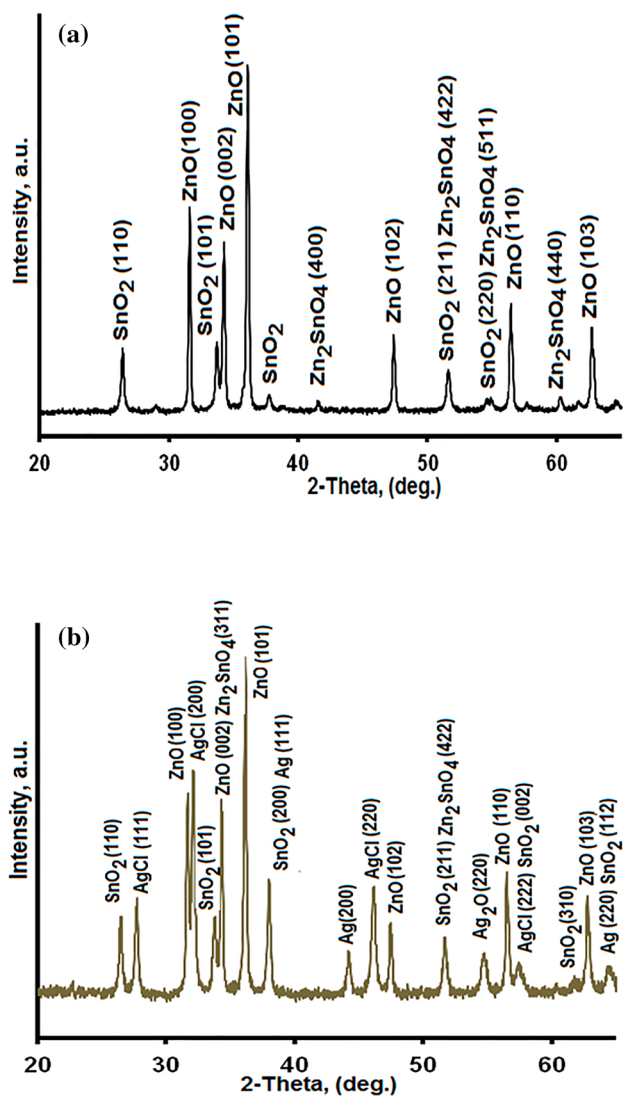 (a)
Intensity, a.u.
SnO2 (110)
ZnO (100)
SnO2 (101)
ZnO (002)
ZnO (101)
SnO2
Zn2SnO4 (400)
ZnO (102)
SnO2 (211) Zn2SnO4 (422)
SnO2 (220) Zn2SnO4 (511)
ZnO (110)
Zn2SnO4 (440)
ZnO (103)
20 30 40 50 60
2-Theta, (deg.)
(b)
Intensity, a.u.
SnO2 (110)
AgCl (111)
ZnO (100)
AgCl (200)
SnO2 (101)
ZnO (002) Zn2 SnO4 (311)
ZnO (101)
SnO2 (200) Ag (111)
Ag(200)
AgCl (220)
ZnO (102)
SnO2 (211) Zn2SnO4 (422)
Ag2O (220)
ZnO (110)
AgCl (222) SnO2 (002)
SnO2 (310)
ZnO (103)
Ag (220) SnO2 (112)
20 30 40 50 60
2-Theta, (deg.)